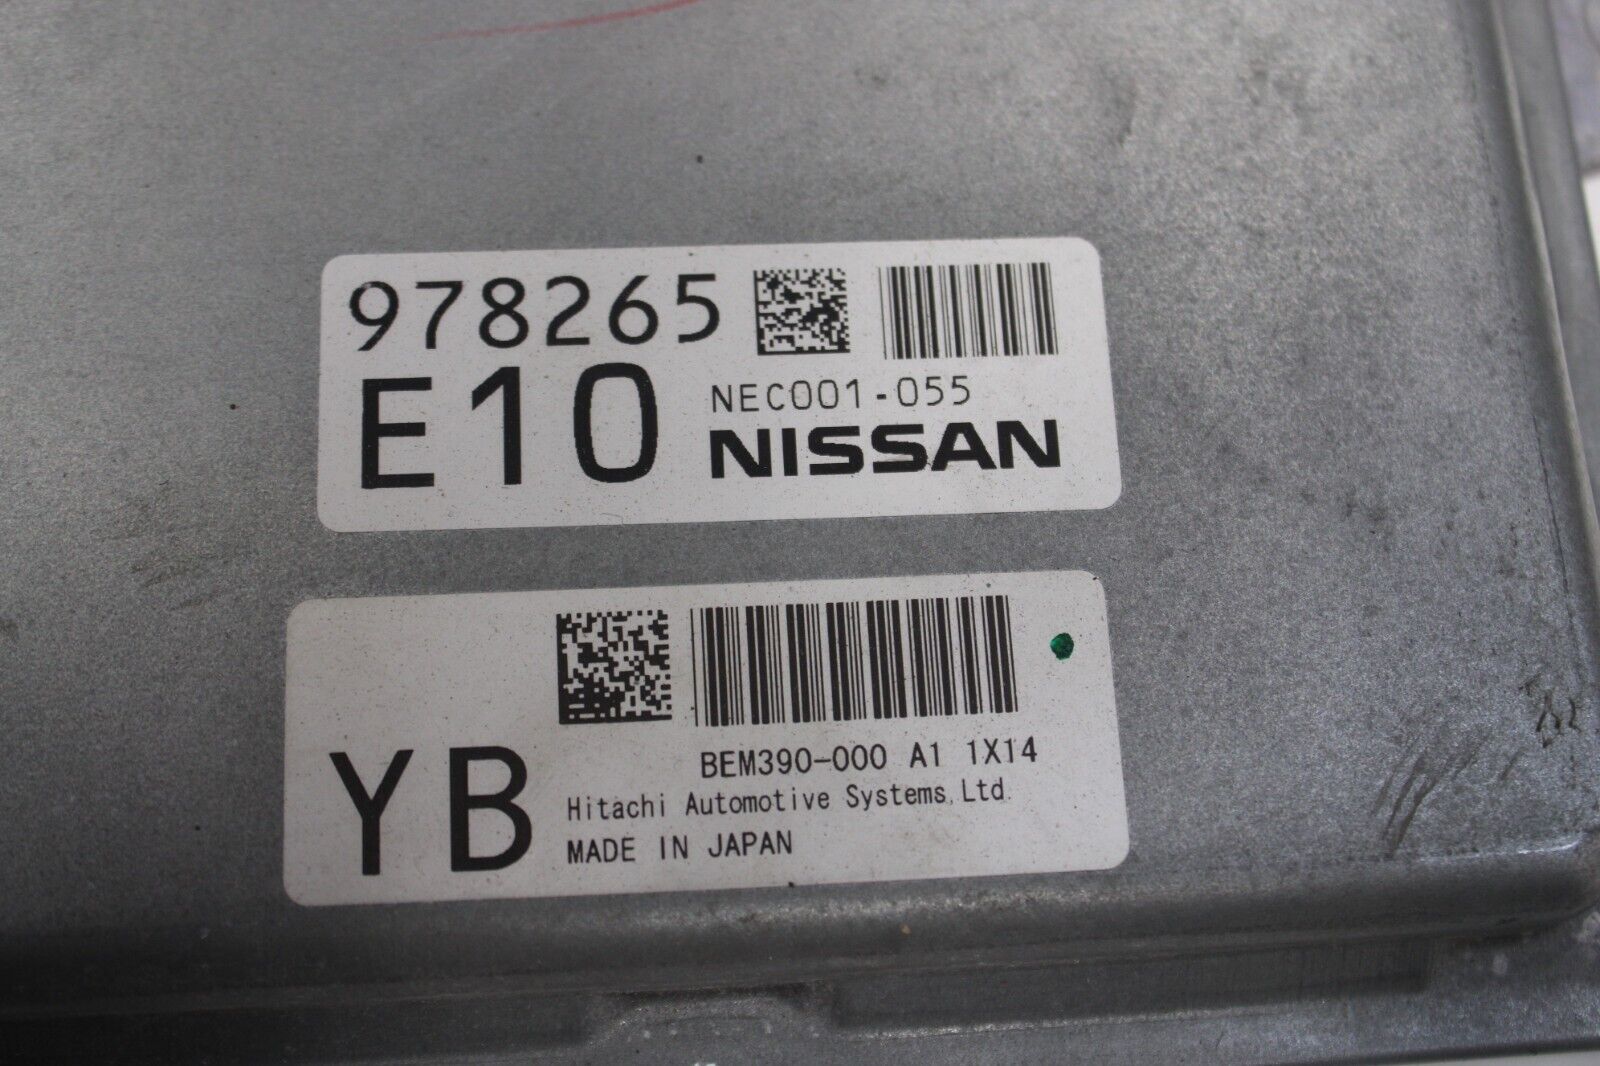 978265
E10
NEC001-055
NISSAN
YB
BEM390-000 A1 1X14
Hitachi Automotive Systems, Ltd.
MADE IN JAPAN